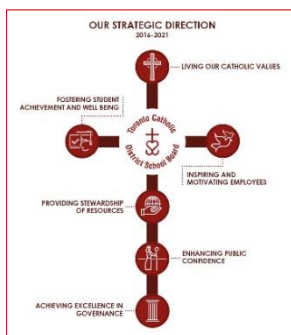 OUR STRATEGIC DIRECTION
2016-2021
LIVING OUR CATHOLIC VALUES
FOSTERING STUDENT
ACHIEVEMENT AND WELL BEING
Toronto Catholic
District School Board
INSPIRING AND
MOTIVATING EMPLOYEES
PROVIDING STEWARDSHIP
OF RESOURCES
ENHANCING PUBLIC
CONFIDENCE
ACHIEVING EXCELLENCE IN
GOVERNANCE